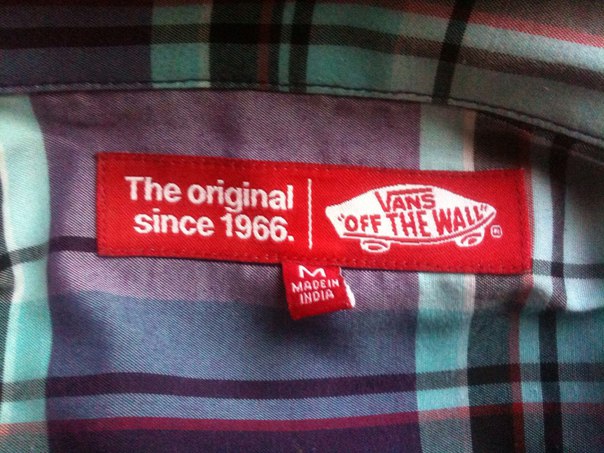 The original
since 1966.
VANS
"OFF THE WALL"
®
M
MADE IN
INDIA